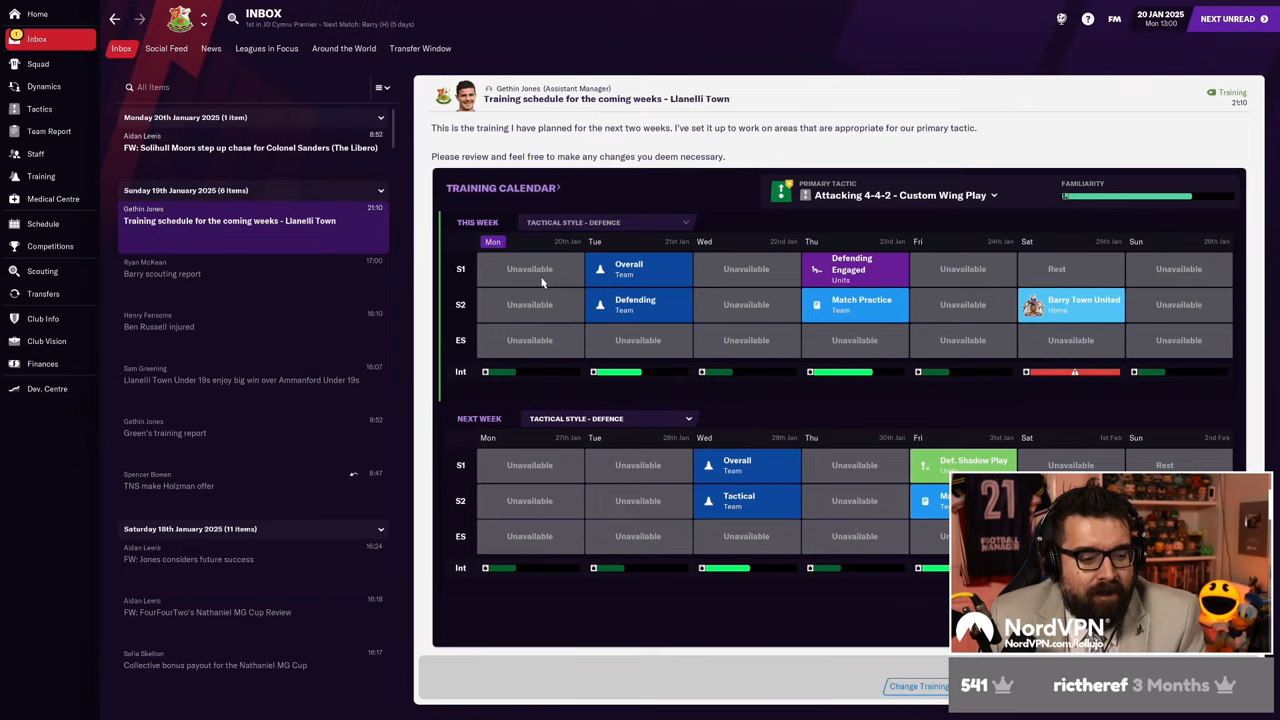 Home
INBOX
1st in JD Cymru Premier - Next Match: Barry (H) (5 days)
FM
20 JAN 2025
Mon 13:00
NEXT UNREAD
Inbox
Squad
Dynamics
Tactics
Team Report
Staff
Training
Medical Centre
Schedule
Competitions
Scouting
Transfers
Club Info
Club Vision
Finances
Dev. Centre
Inbox
Social Feed
News
Leagues in Focus
Around the World
Transfer Window
All Items
Monday 20th January 2025 (1 item)
Aidan Lewis
8:52
FW: Solihull Moors step up chase for Colonel Sanders (The Libero)
Sunday 19th January 2025 (6 items)
Gethin Jones
21:10
Training schedule for the coming weeks - Llanelli Town
Ryan McKean
17:00
Barry scouting report
Henry Fensome
16:10
Ben Russell injured
Sam Greening
16:07
Llanelli Town Under 19s enjoy big win over Ammanford Under 19s
Gethin Jones
8:52
Green's training report
Spencer Bowen
8:47
TNS make Holzman offer
Saturday 18th January 2025 (11 items)
Aidan Lewis
16:24
FW: Jones considers future success
Aidan Lewis
16:18
FW: FourFourTwo's Nathaniel MG Cup Review
Sofia Skelton
16:17
Collective bonus payout for the Nathaniel MG Cup
Gethin Jones (Assistant Manager)
Training schedule for the coming weeks - Llanelli Town
Training
21:10
This is the training I have planned for the next two weeks. I've set it up to work on areas that are appropriate for our primary tactic.
Please review and feel free to make any changes you deem necessary.
TRAINING CALENDAR
PRIMARY TACTIC
Attacking 4-4-2 - Custom Wing Play
FAMILIARITY
THIS WEEK
TACTICAL STYLE - DEFENCE
Mon 20th Jan Tue 21st Jan Wed 22nd Jan Thu 23rd Jan Fri 24th Jan Sat 25th Jan Sun 26th Jan
S1 Unavailable Overall Team Unavailable Defending Engaged Units Unavailable Rest Unavailable
S2 Unavailable Defending Team Unavailable Match Practice Team Unavailable Barry Town United Home Unavailable
ES Unavailable Unavailable Unavailable Unavailable Unavailable Unavailable Unavailable
Int
NEXT WEEK
TACTICAL STYLE - DEFENCE
Mon 27th Jan Tue 28th Jan Wed 29th Jan Thu 30th Jan Fri 31st Jan Sat 1st Feb Sun 2nd Feb
S1 Unavailable Unavailable Overall Team Unavailable Def. Shadow Play Unavailable Rest
S2 Unavailable Unavailable Tactical Team Unavailable
ES Unavailable Unavailable Unavailable Unavailable
Int
Change Training
21
FOOTBALL
MANAGER
NordVPN®
NordVPN.com/lollujo
541
rictheref 3 Months